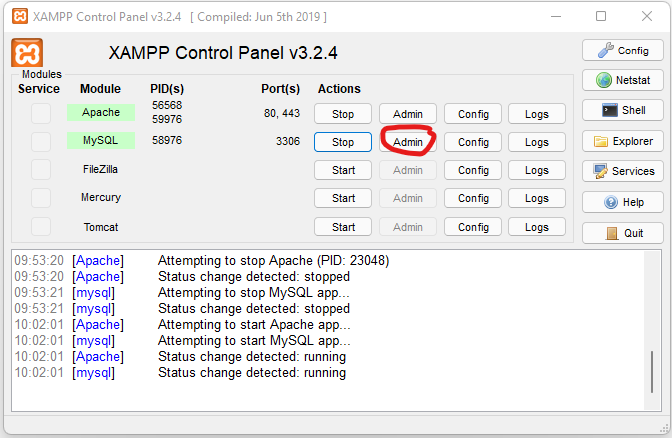 XAMPP Control Panel v3.2.4 [ Compiled: Jun 5th 2019 ]
XAMPP Control Panel v3.2.4
Config
Modules
Service Module PID(s) Port(s) Actions
Netstat
Apache 56568 59976 80, 443 Stop Admin Config Logs
Shell
MySQL 58976 3306 Stop Admin Config Logs
Explorer
FileZilla Start Admin Config Logs
Services
Mercury Start Admin Config Logs
Help
Tomcat Start Admin Config Logs
Quit
09:53:20 [Apache] Attempting to stop Apache (PID: 23048)
09:53:20 [Apache] Status change detected: stopped
09:53:21 [mysql] Attempting to stop MySQL app...
09:53:21 [mysql] Status change detected: stopped
10:02:01 [Apache] Attempting to start Apache app...
10:02:01 [mysql] Attempting to start MySQL app...
10:02:01 [Apache] Status change detected: running
10:02:01 [mysql] Status change detected: running